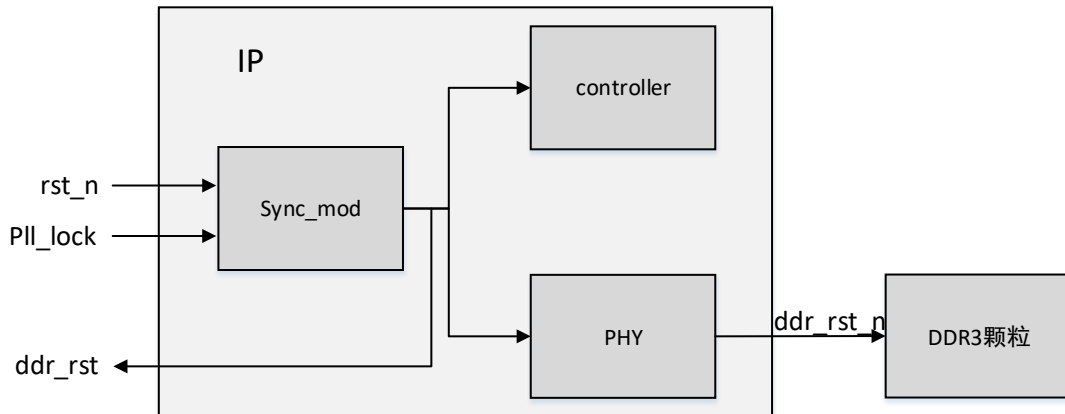 IP
controller
rst_n
Sync_mod
Pll_lock
ddr_rst_n
PHY
DDR3颗粒
ddr_rst